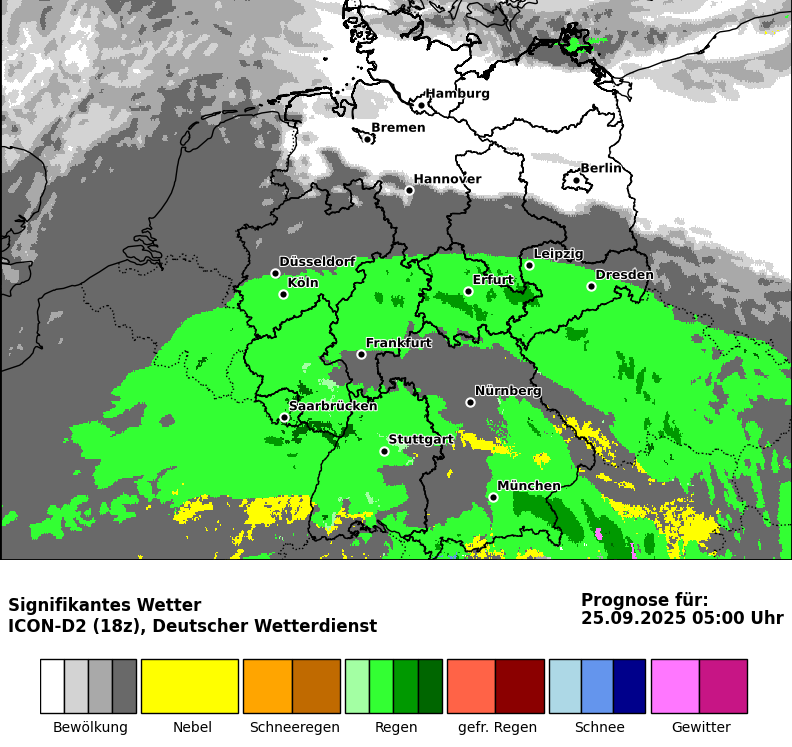 Hamburg
Bremen
Berlin
Hannover
Düsseldorf
Leipzig
Köln
Erfurt
Dresden
Frankfurt
Nürnberg
Saarbrücken
Stuttgart
München
Signifikantes Wetter
ICON-D2 (18z), Deutscher Wetterdienst
Prognose für:
25.09.2025 05:00 Uhr
Bewölkung
Nebel
Schneeregen
Regen
gefr. Regen
Schnee
Gewitter